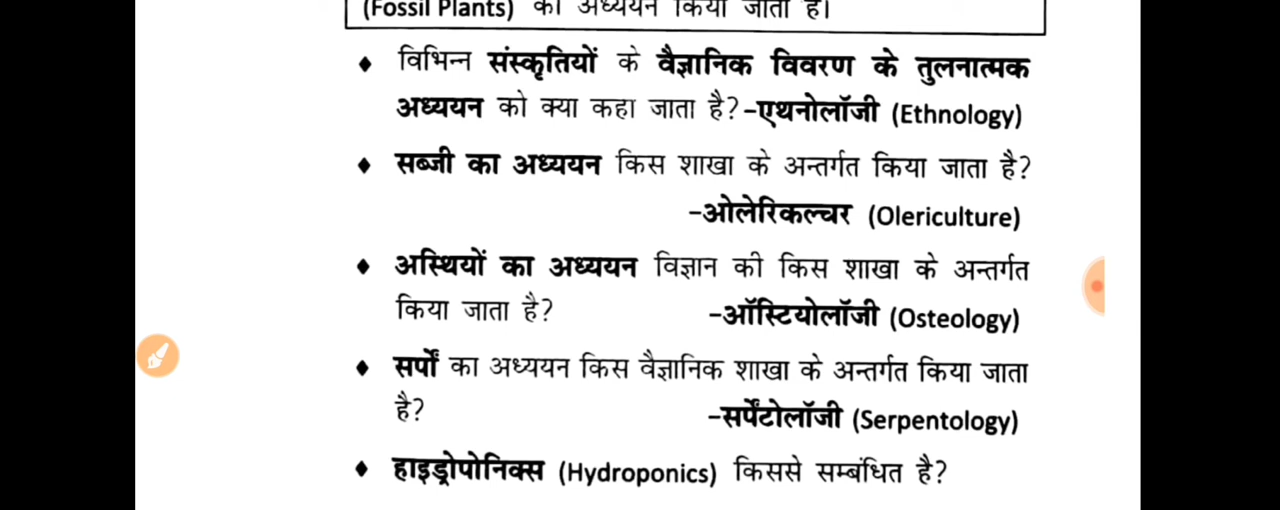 (Fossil Plants) का अध्ययन किया जाता है।
♦ विभिन्न संस्कृतियों के वैज्ञानिक विवरण के तुलनात्मक
अध्ययन को क्या कहा जाता है? -एथनोलॉजी (Ethnology)
♦ सब्जी का अध्ययन किस शाखा के अन्तर्गत किया जाता है?
-ओलेरिकल्चर (Olericulture)
♦ अस्थियों का अध्ययन विज्ञान की किस शाखा के अन्तर्गत
किया जाता है? -ऑस्टियोलॉजी (Osteology)
♦ सर्पों का अध्ययन किस वैज्ञानिक शाखा के अन्तर्गत किया जाता
है? -सर्पेंटोलॉजी (Serpentology)
♦ हाइड्रोपोनिक्स (Hydroponics) किससे सम्बंधित है?